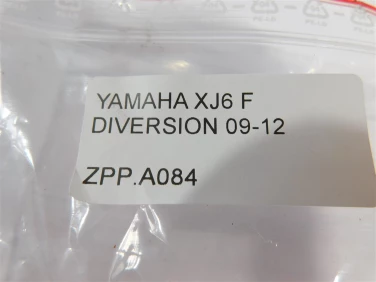 YAMAHA XJ6 F
DIVERSION 09-12
ZPP.A084